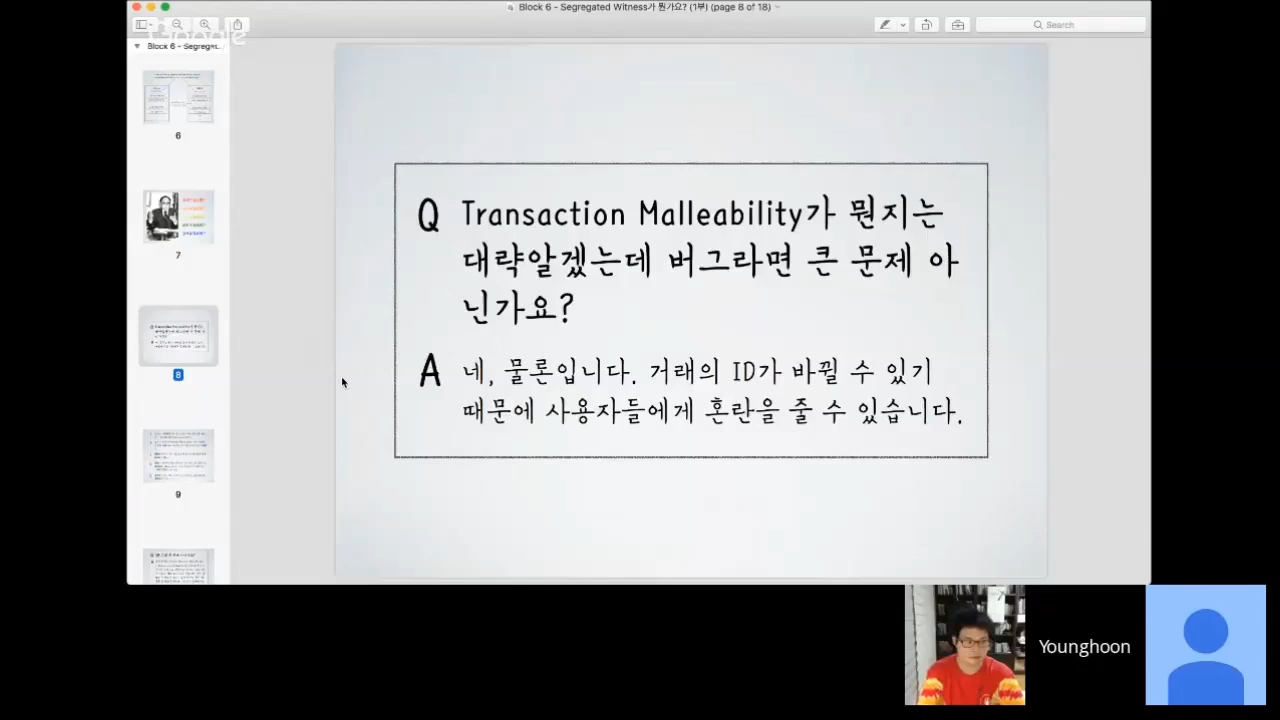 Block 6 - Segregated Witness가 뭔가요? (1부) (page 8 of 18)
Google
Search
Block 6 - Segregat...
6
7
8
9
Q Transaction Malleability가 뭔지는
대략알겠는데 버그라면 큰 문제 아
닌가요?
A 네, 물론입니다. 거래의 ID가 바뀔 수 있기
때문에 사용자들에게 혼란을 줄 수 있습니다.
Younghoon